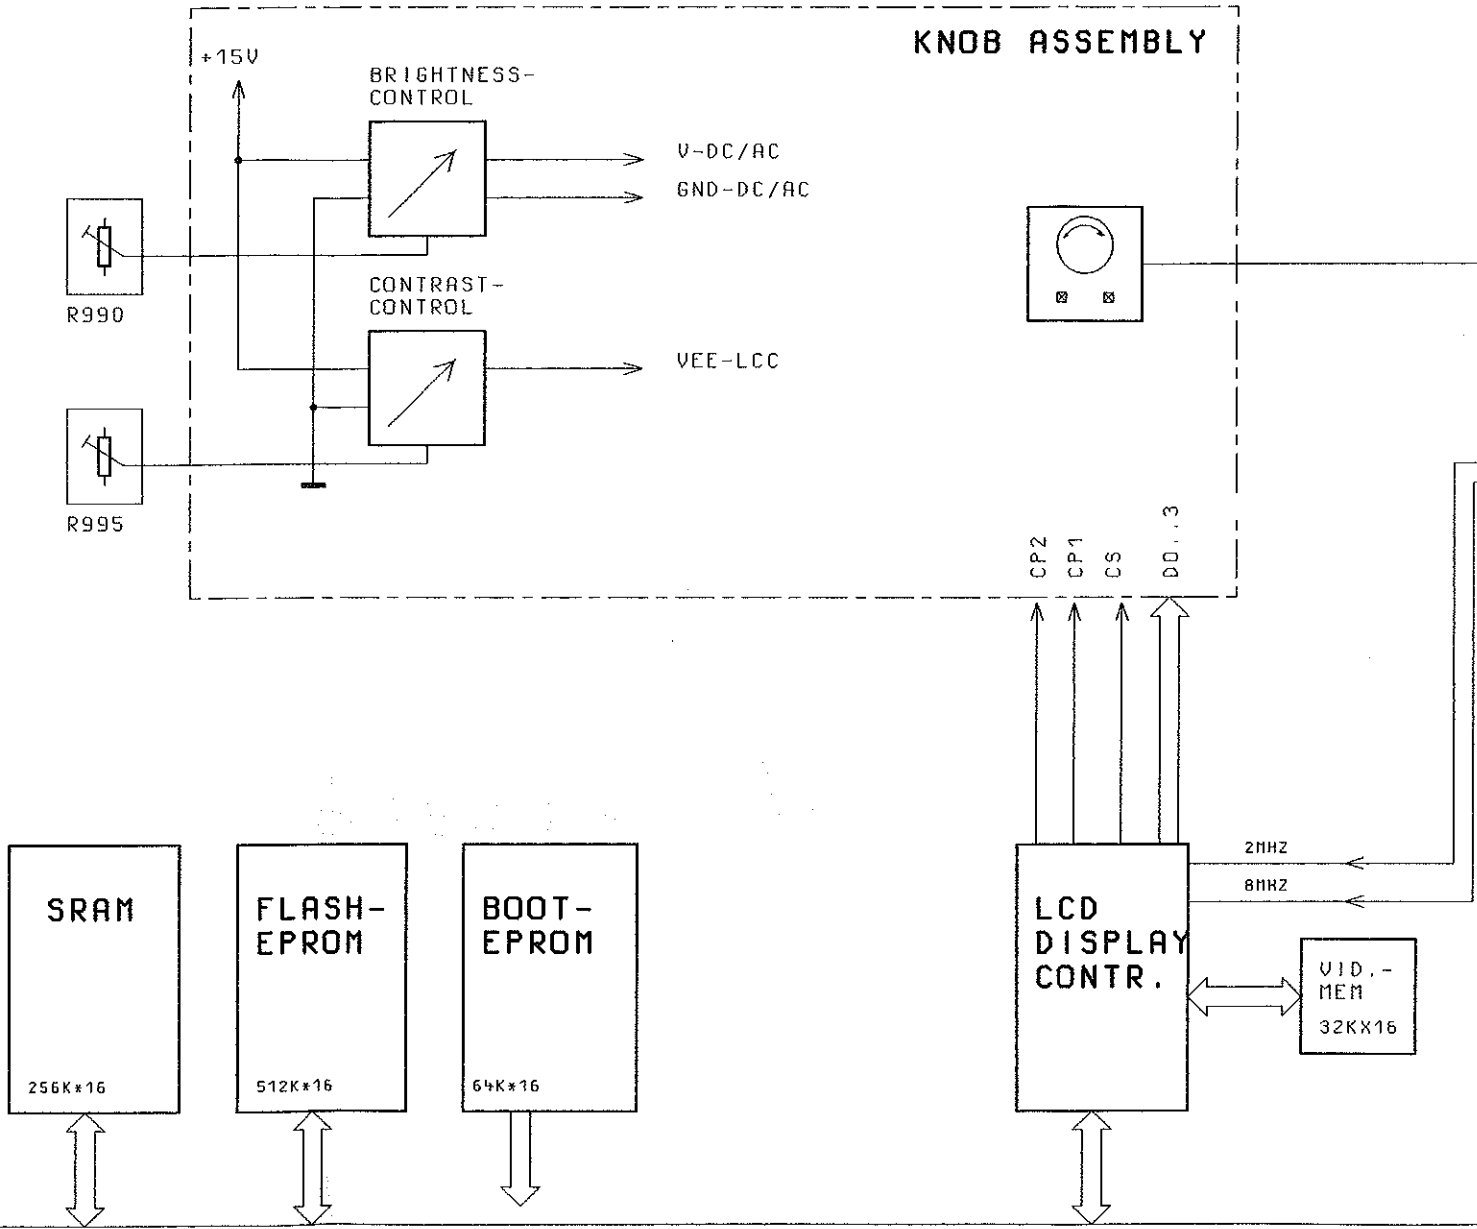 KNOB ASSEMBLY
+15V
BRIGHTNESS-
CONTROL
V-DC/AC
GND-DC/AC
R990
CONTRAST-
CONTROL
VEE-LCC
R995
CP2
CP1
CS
D0..3
2MHZ
8MHZ
SRAM
256K*16
FLASH-
EPROM
512K*16
BOOT-
EPROM
64K*16
LCD
DISPLAY
CONTR.
VID.-
MEM
32KX16